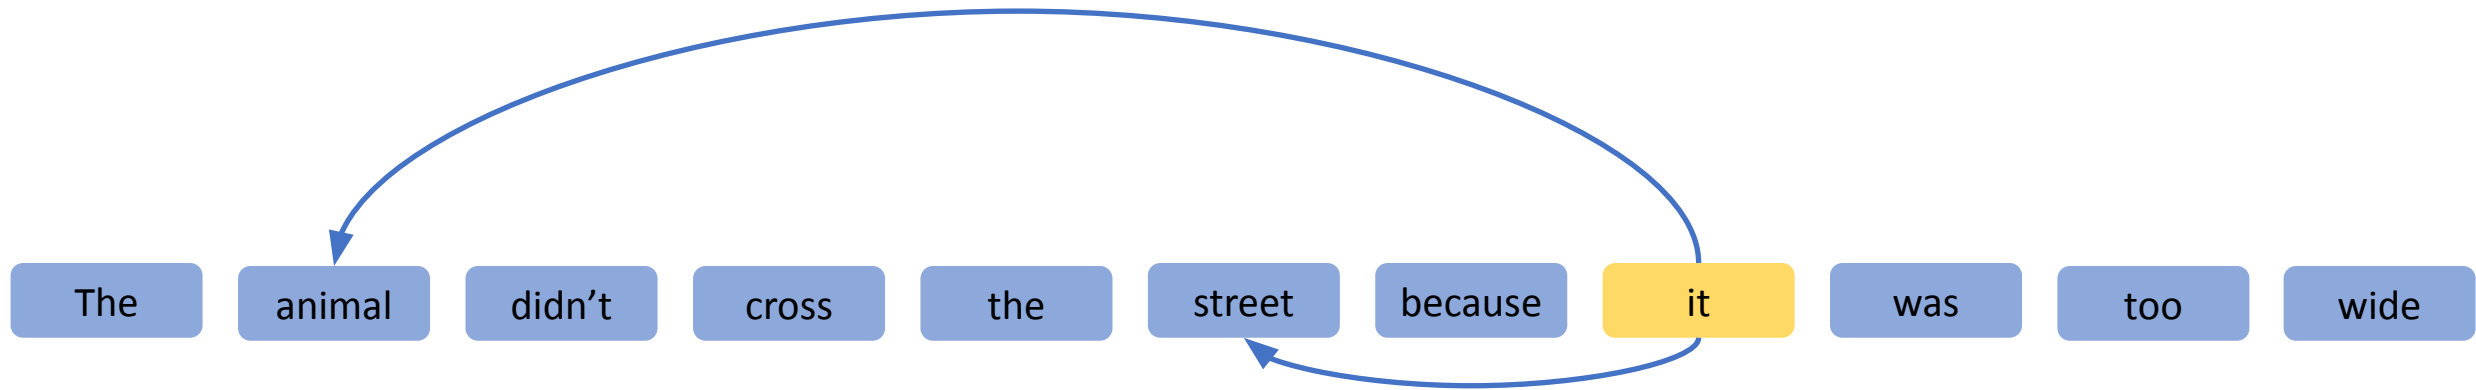 The animal didn’t cross the street because it was too wide